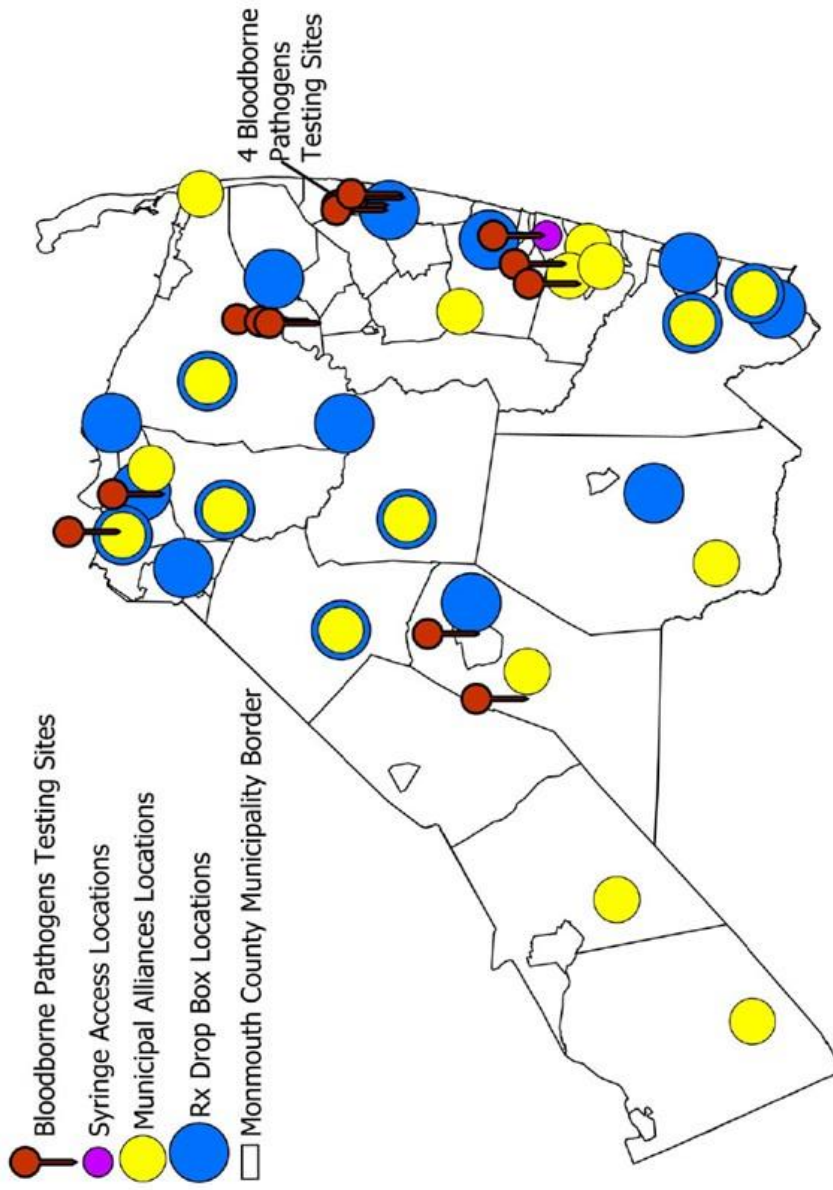 Bloodborne Pathogens Testing Sites
Syringe Access Locations
Municipal Alliances Locations
Rx Drop Box Locations
Monmouth County Municipality Border
4 Bloodborne
Pathogens
Testing Sites